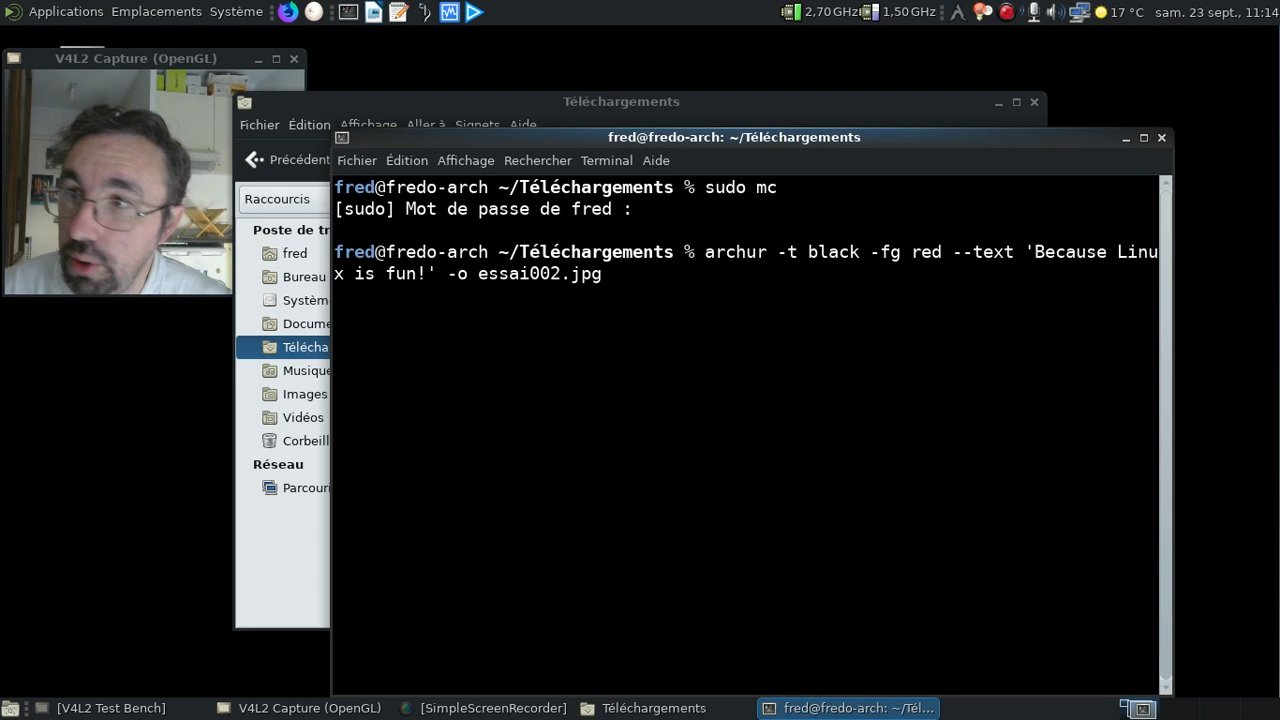 Applications Emplacements Système 2,70 GHz 1,50 GHz 17 °C sam. 23 sept., 11:14
V4L2 Capture (OpenGL)
Téléchargements
Fichier Édition Affichage Aller à Signets Aide
Précédent
Raccourcis
Poste de tr
fred
Bureau
Systèm
Docume
Télécha
Musique
Images
Vidéos
Corbeill
Réseau
Parcouri
fred@fredo-arch: ~/Téléchargements
Fichier Édition Affichage Rechercher Terminal Aide
fred@fredo-arch ~/Téléchargements % sudo mc
[sudo] Mot de passe de fred :
fred@fredo-arch ~/Téléchargements % archur -t black -fg red --text 'Because Linu
x is fun!' -o essai002.jpg
[V4L2 Test Bench] V4L2 Capture (OpenGL) [SimpleScreenRecorder] Téléchargements fred@fredo-arch: ~/Tél...